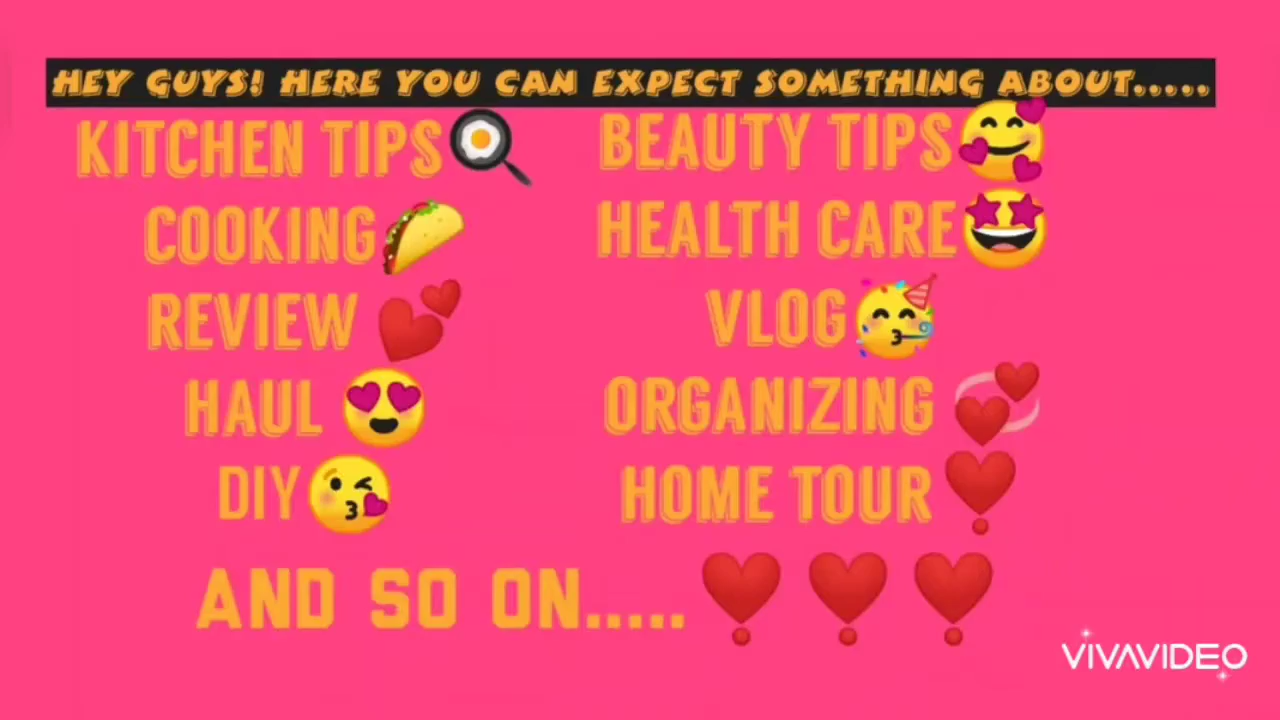 HEY GUYS! HERE YOU CAN EXPECT SOMETHING ABOUT.....
KITCHEN TIPS🍳
COOKING🌮
REVIEW 💕
HAUL 😍
DIY😘
BEAUTY TIPS🥰
HEALTH CARE🤩
VLOG🥳
ORGANIZING 💞
HOME TOUR❣️
AND SO ON.....❣️❣️❣️
VIVAVIDEO